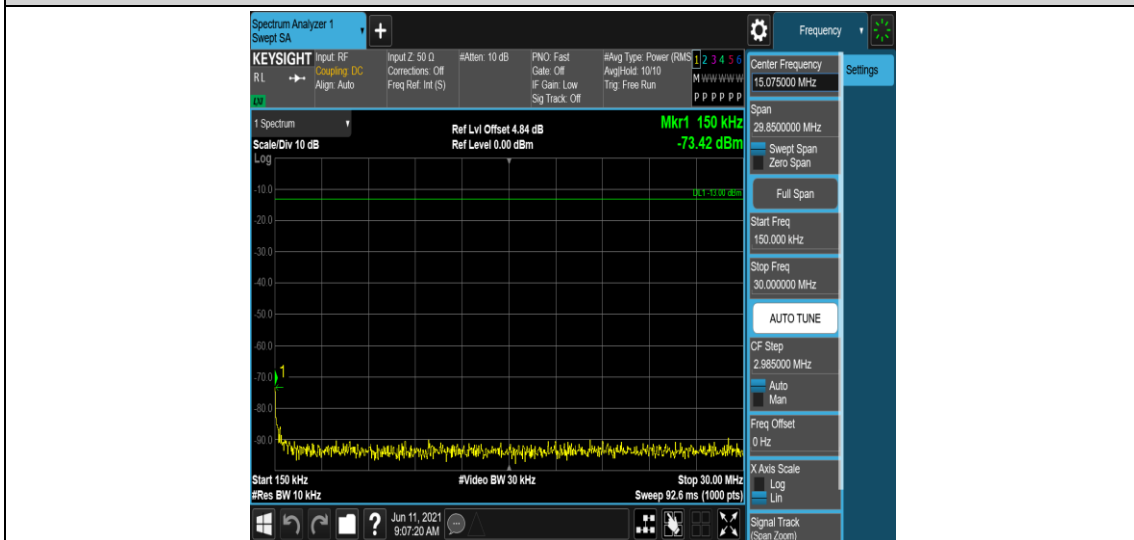 Spectrum Analyzer 1
Swept SA
+
Frequency
KEYSIGHT
RL
LXI
Input: RF
Coupling: DC
Align: Auto
Input Z: 50 Ω
Corrections: Off
Freq Ref: Int (S)
#Atten: 10 dB
PNO: Fast
Gate: Off
IF Gain: Low
Sig Track: Off
#Avg Type: Power (RMS
Avg|Hold: 10/10
Trig: Free Run
1 2 3 4 5 6
M W W W W W
P P P P P P
1 Spectrum
Scale/Div 10 dB
Log
Ref Lvl Offset 4.84 dB
Ref Level 0.00 dBm
Mkr1 150 kHz
-73.42 dBm
DL1 -13.00 dBm
-10.0
-20.0
-30.0
-40.0
-50.0
-60.0
-70.0
1
-80.0
-90.0
Start 150 kHz
#Res BW 10 kHz
#Video BW 30 kHz
Stop 30.00 MHz
Sweep 92.6 ms (1000 pts)
?
Jun 11, 2021
9:07:20 AM
Center Frequency
15.075000 MHz
Settings
Span
29.8500000 MHz
Swept Span
Zero Span
Full Span
Start Freq
150.000 kHz
Stop Freq
30.000000 MHz
AUTO TUNE
CF Step
2.985000 MHz
Auto
Man
Freq Offset
0 Hz
X Axis Scale
Log
Lin
Signal Track
(Span Zoom)